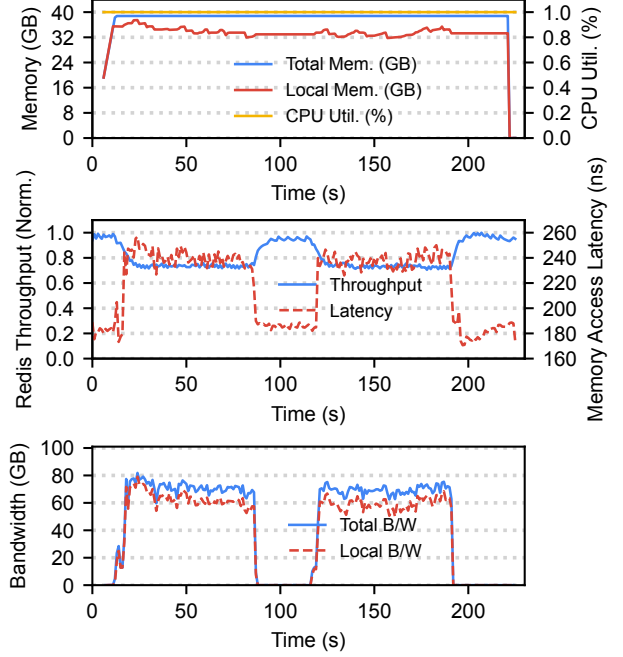 Memory (GB)
40
32
24
16
8
0
1.0
0.8
0.6
0.4
0.2
0.0
CPU Util. (%)
Total Mem. (GB)
Local Mem. (GB)
CPU Util. (%)
0 50 100 150 200
Time (s)
Redis Throughput (Norm.)
1.0
0.8
0.6
0.4
0.2
0.0
260
240
220
200
180
160
Memory Access Latency (ns)
Throughput
Latency
0 50 100 150 200
Time (s)
Bandwidth (GB)
100
80
60
40
20
0
Total B/W
Local B/W
0 50 100 150 200
Time (s)